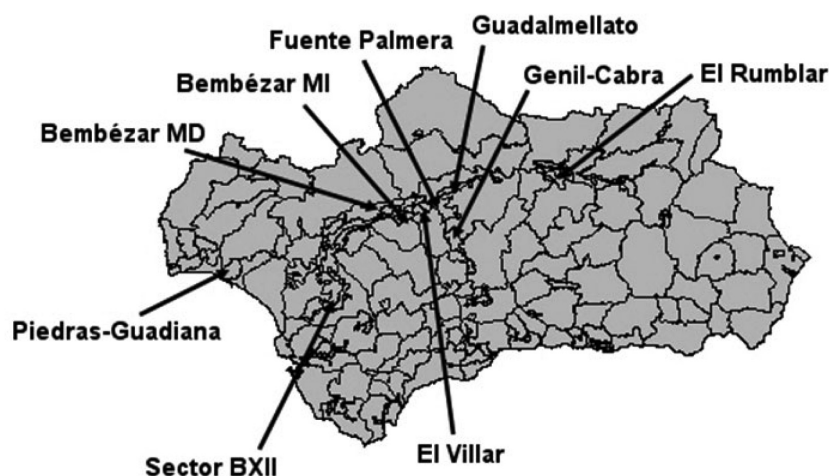 Guadalmellato
Fuente Palmera
Genil-Cabra
El Rumblar
Bembézar MI
Bembézar MD
Piedras-Guadiana
El Villar
Sector BXII